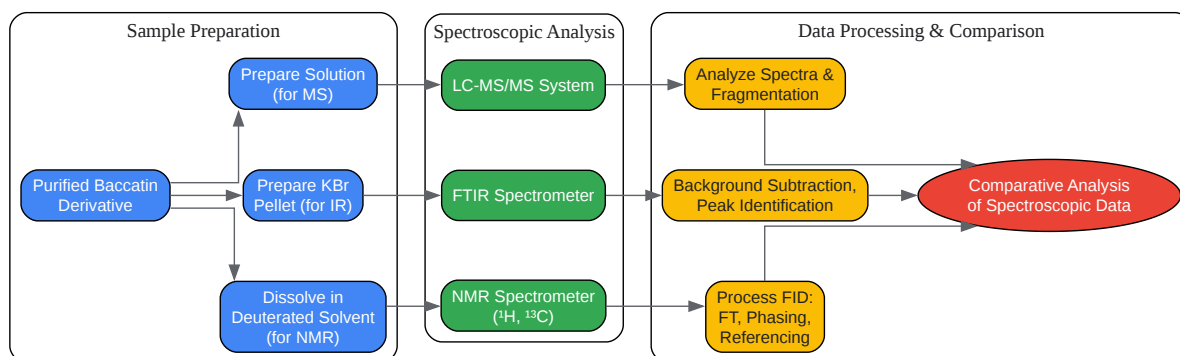 Sample Preparation
Purified Baccatin
Derivative
Prepare Solution
(for MS)
Prepare KBr
Pellet (for IR)
Dissolve in
Deuterated Solvent
(for NMR)
Spectroscopic Analysis
LC-MS/MS System
FTIR Spectrometer
NMR Spectrometer
(¹H, ¹³C)
Data Processing & Comparison
Analyze Spectra &
Fragmentation
Background Subtraction,
Peak Identification
Process FID:
FT, Phasing,
Referencing
Comparative Analysis
of Spectroscopic Data